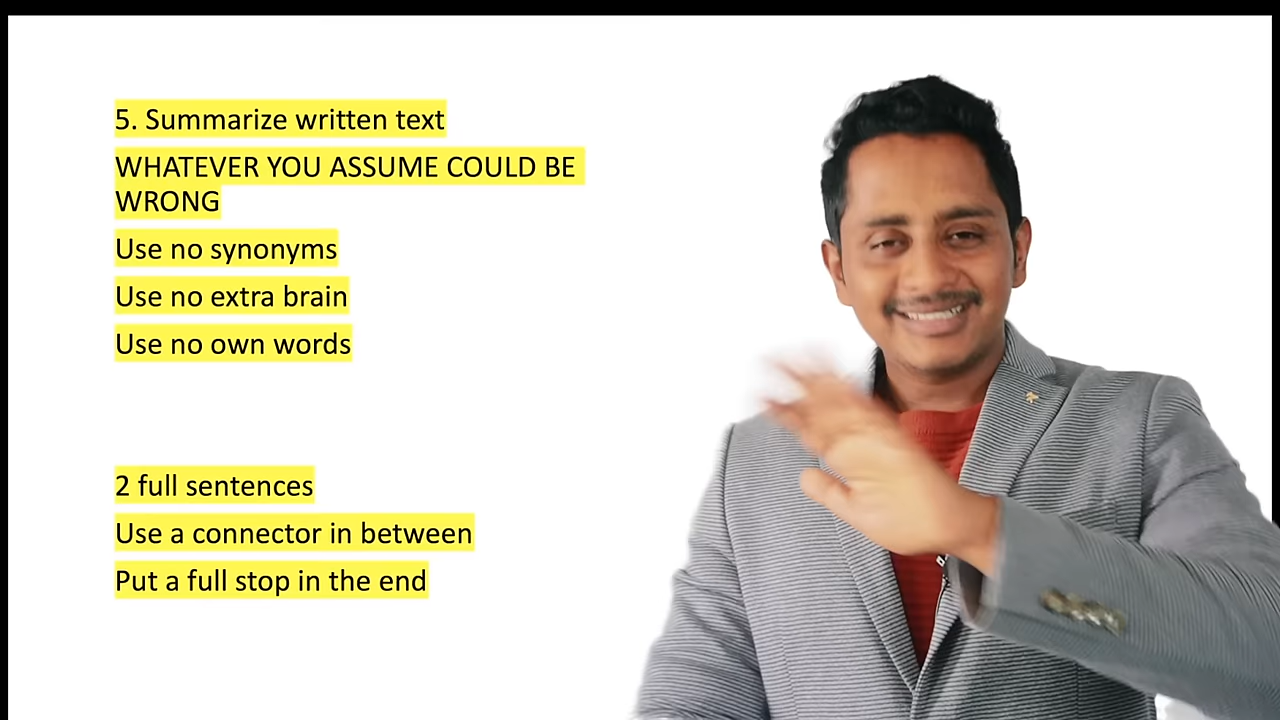 5. Summarize written text
WHATEVER YOU ASSUME COULD BE
WRONG
Use no synonyms
Use no extra brain
Use no own words
2 full sentences
Use a connector in between
Put a full stop in the end